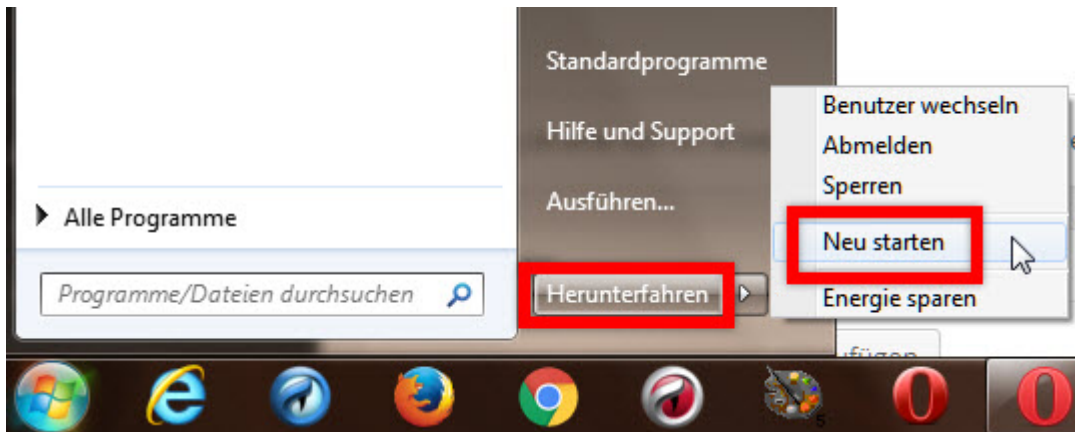 Standardprogramme
Hilfe und Support
Ausführen...
Alle Programme
Programme/Dateien durchsuchen
Herunterfahren
Benutzer wechseln
Abmelden
Sperren
Neu starten
Energie sparen
5